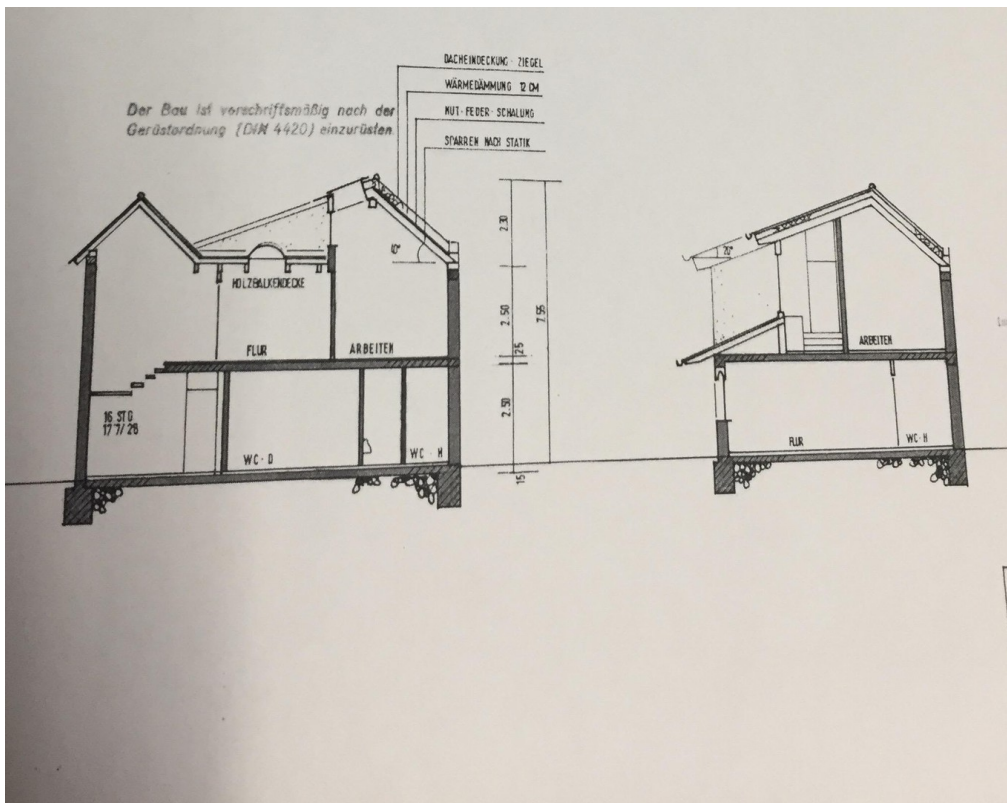 DACHEINDECKUNG · ZIEGEL
WÄRMEDÄMMUNG 12 CM
NUT-FEDER-SCHALUNG
SPARREN NACH STATIK
Der Bau ist vorschriftsmäßig nach der
Gerüstordnung (DIN 4420) einzurüsten.
HOLZBALKENDECKE
FLUR
ARBEITEN
16 STG
17 7/28
WC · D
WC · H
2.30
2.50
25
2.50
15
7.55
20°
ARBEITEN
FLUR
WC · H